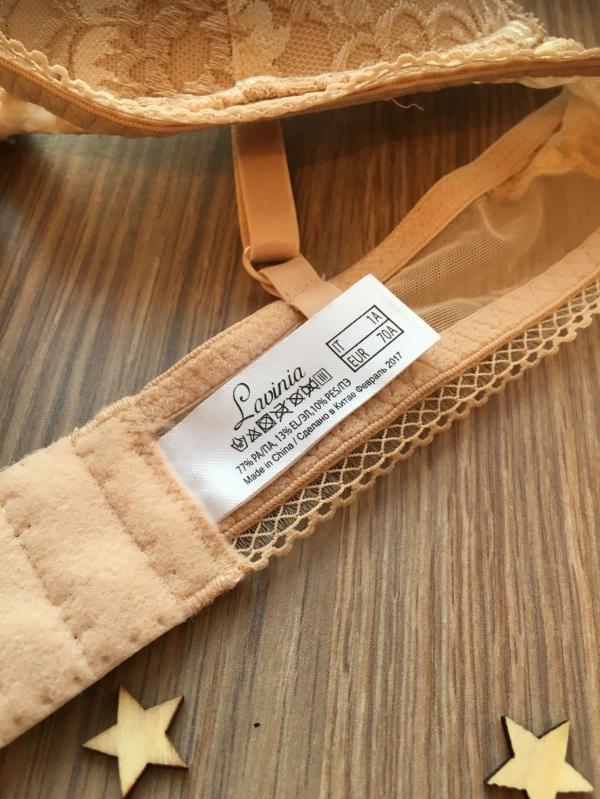 Lavinia
IT 1A
EUR 70A
77% PA/ПА, 13% EL/ЭЛ,10% PES/ПЭ
Made in China / Сделано в Китае Февраль 2017